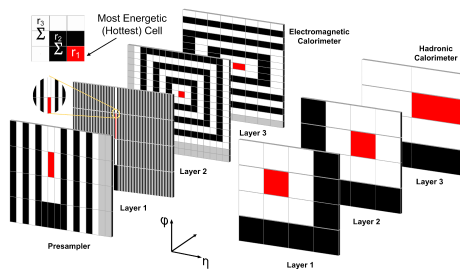 r3
Σ
r2
Σ
r1
Most Energetic
(Hottest) Cell
Electromagnetic
Calorimeter
Hadronic
Calorimeter
Layer 3
Layer 2
Layer 1
Presampler
Layer 3
Layer 2
Layer 1
φ
η